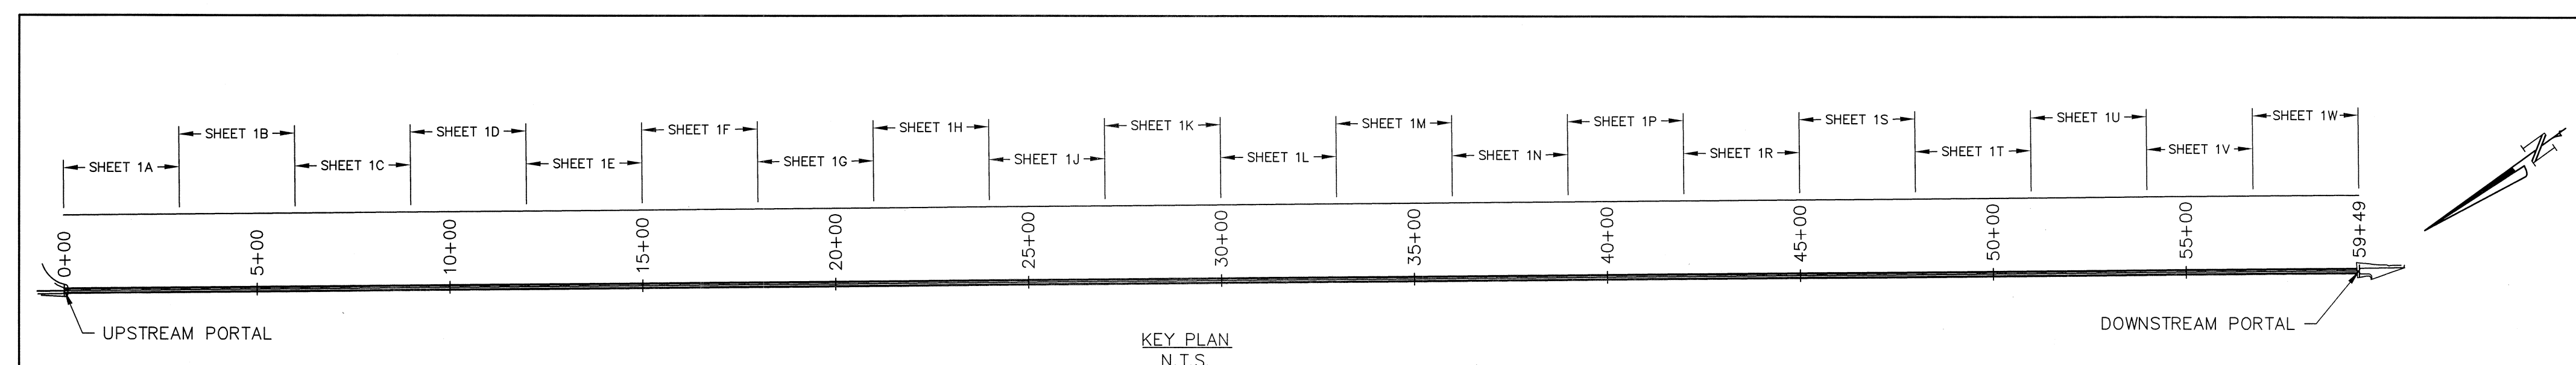 SHEET 1A
SHEET 1B
SHEET 1C
SHEET 1D
SHEET 1E
SHEET 1F
SHEET 1G
SHEET 1H
SHEET 1J
SHEET 1K
SHEET 1L
SHEET 1M
SHEET 1N
SHEET 1P
SHEET 1R
SHEET 1S
SHEET 1T
SHEET 1U
SHEET 1V
SHEET 1W
N
0+00
5+00
10+00
15+00
20+00
25+00
30+00
35+00
40+00
45+00
50+00
55+00
59+49
UPSTREAM PORTAL
DOWNSTREAM PORTAL
KEY PLAN
N.T.S.